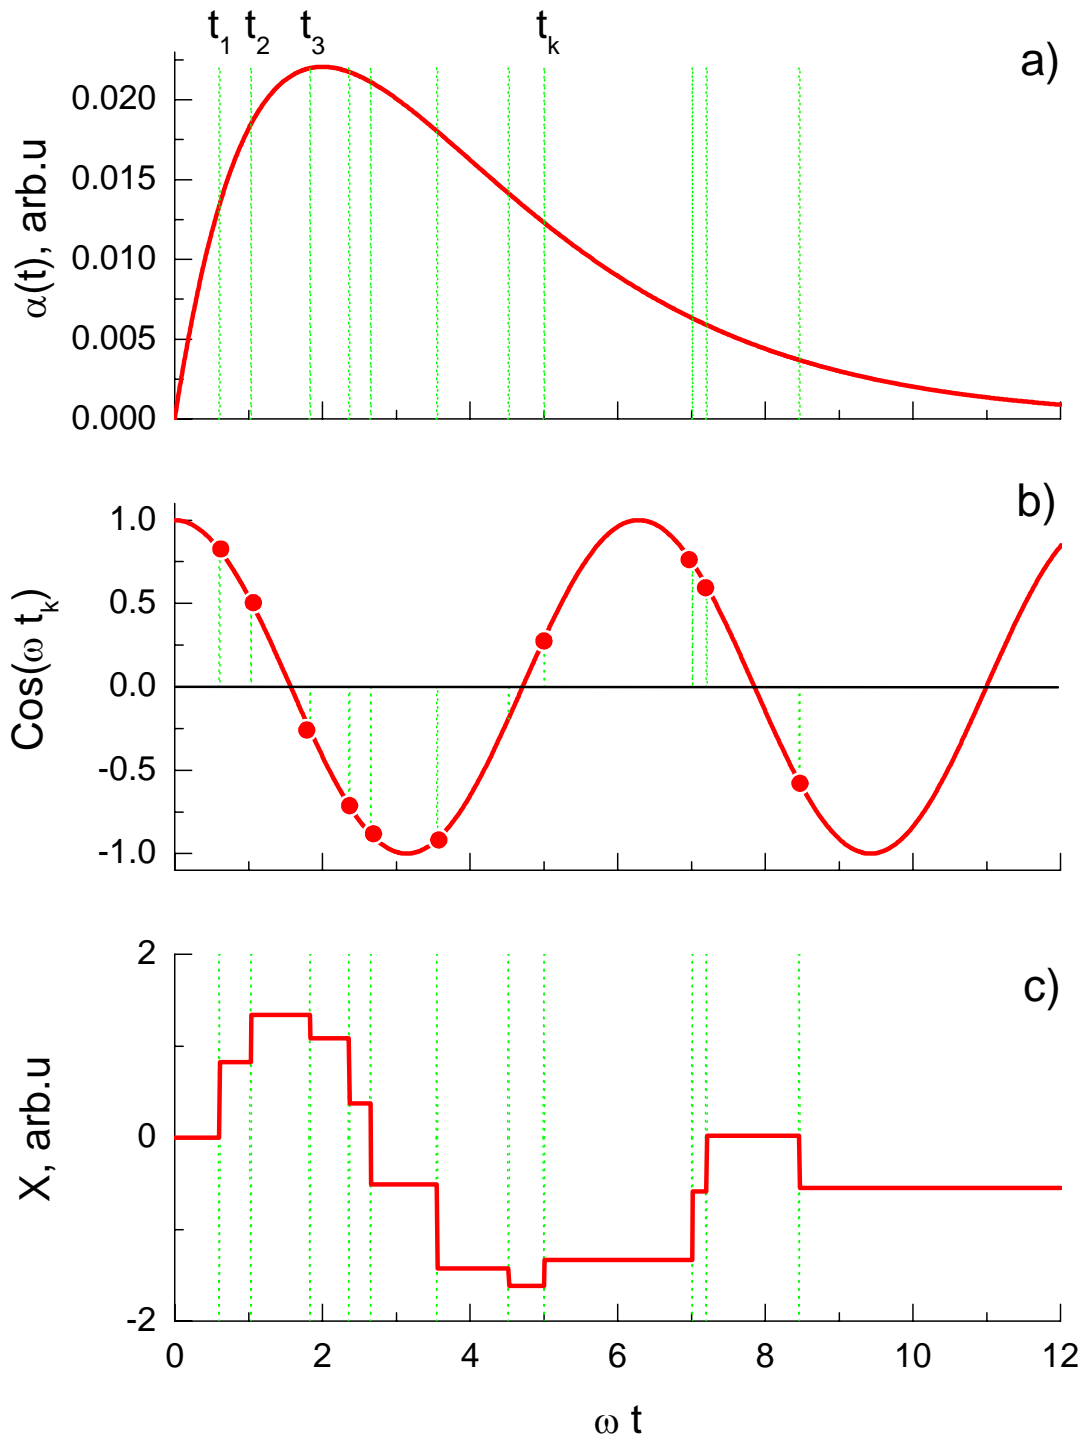 t₁ t₂ t₃ tₖ
a)
0.020
0.015
0.010
0.005
0.000
α(t), arb.u
b)
1.0
0.5
0.0
-0.5
-1.0
Cos(ω tₖ)
c)
2
0
-2
X, arb.u
0 2 4 6 8 10 12
ω t